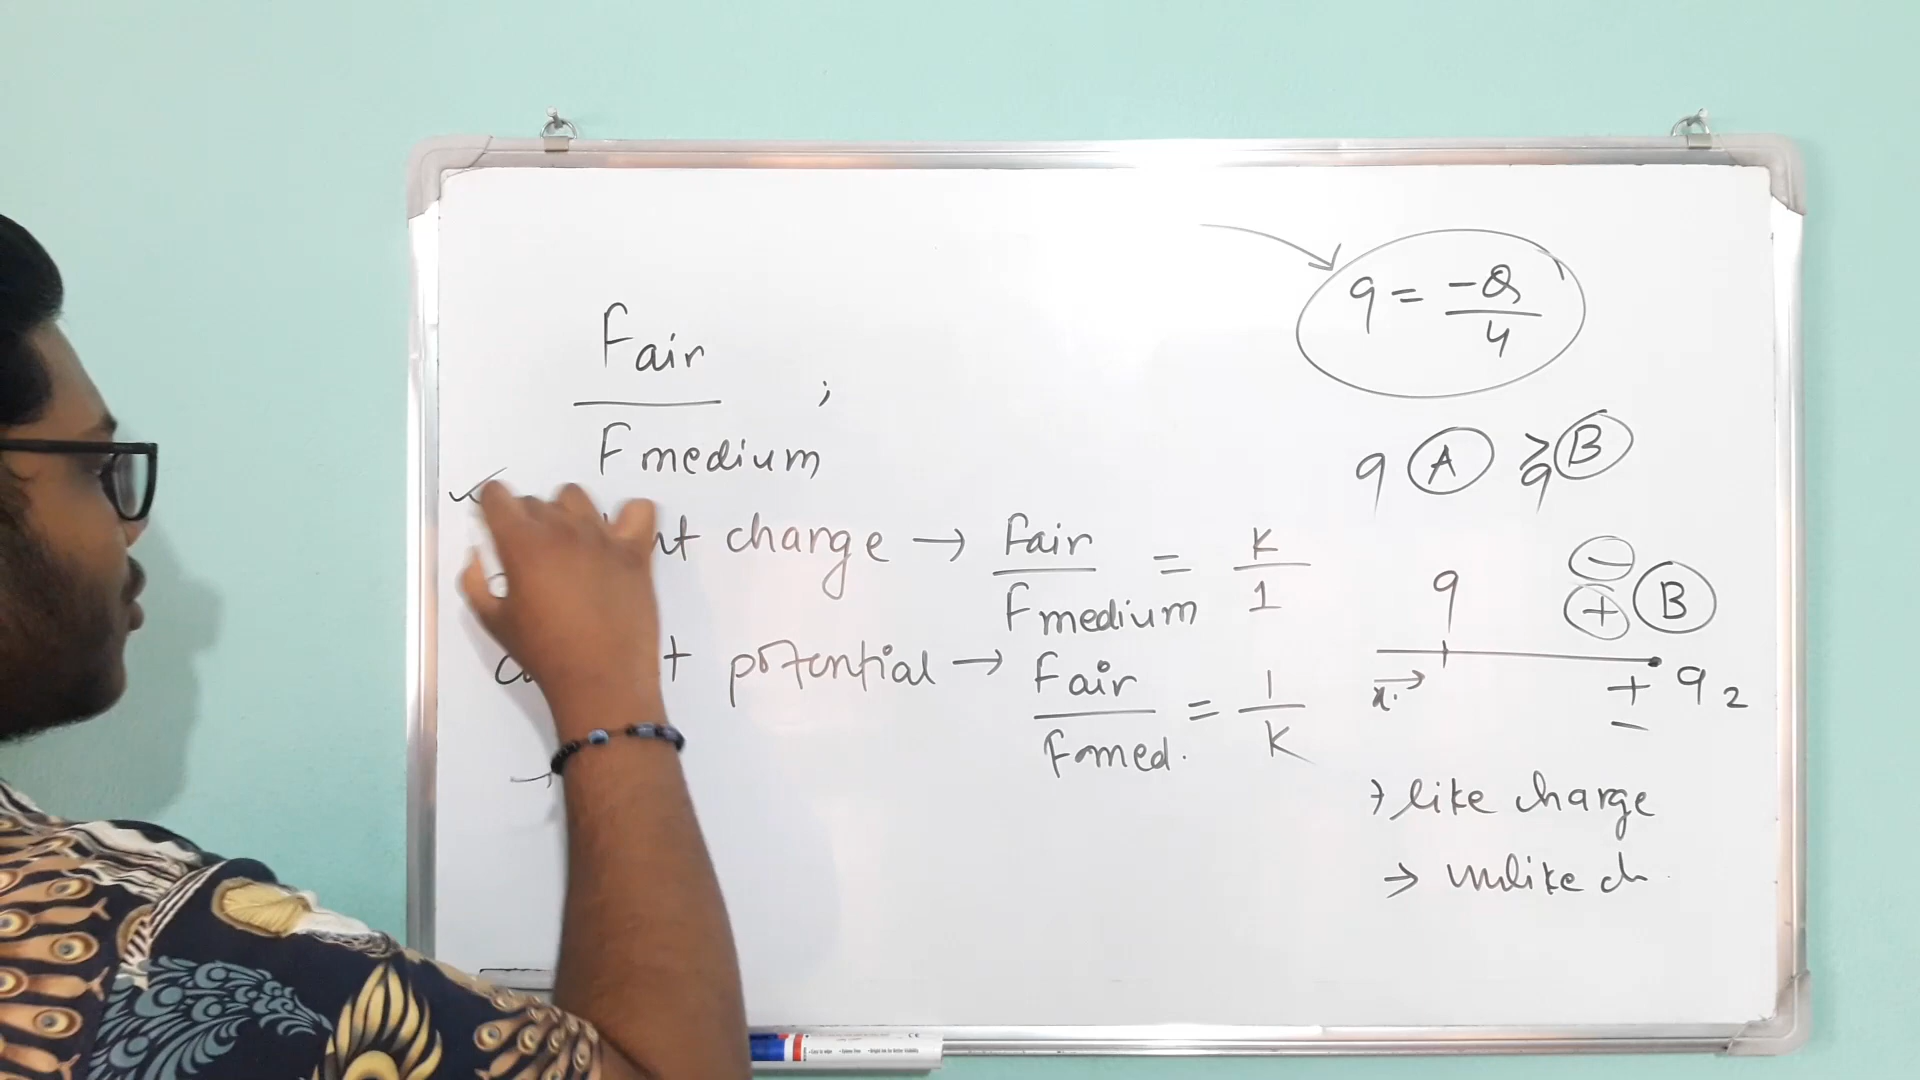 Fair / Fmedium ;
charge → Fair / Fmedium = K / 1
potential → Fair / Fmed. = 1 / K
q = -Q / 4
q A ≥ q B
q - + B
x. → + q2
-
→ like charge
→ unlike ch.